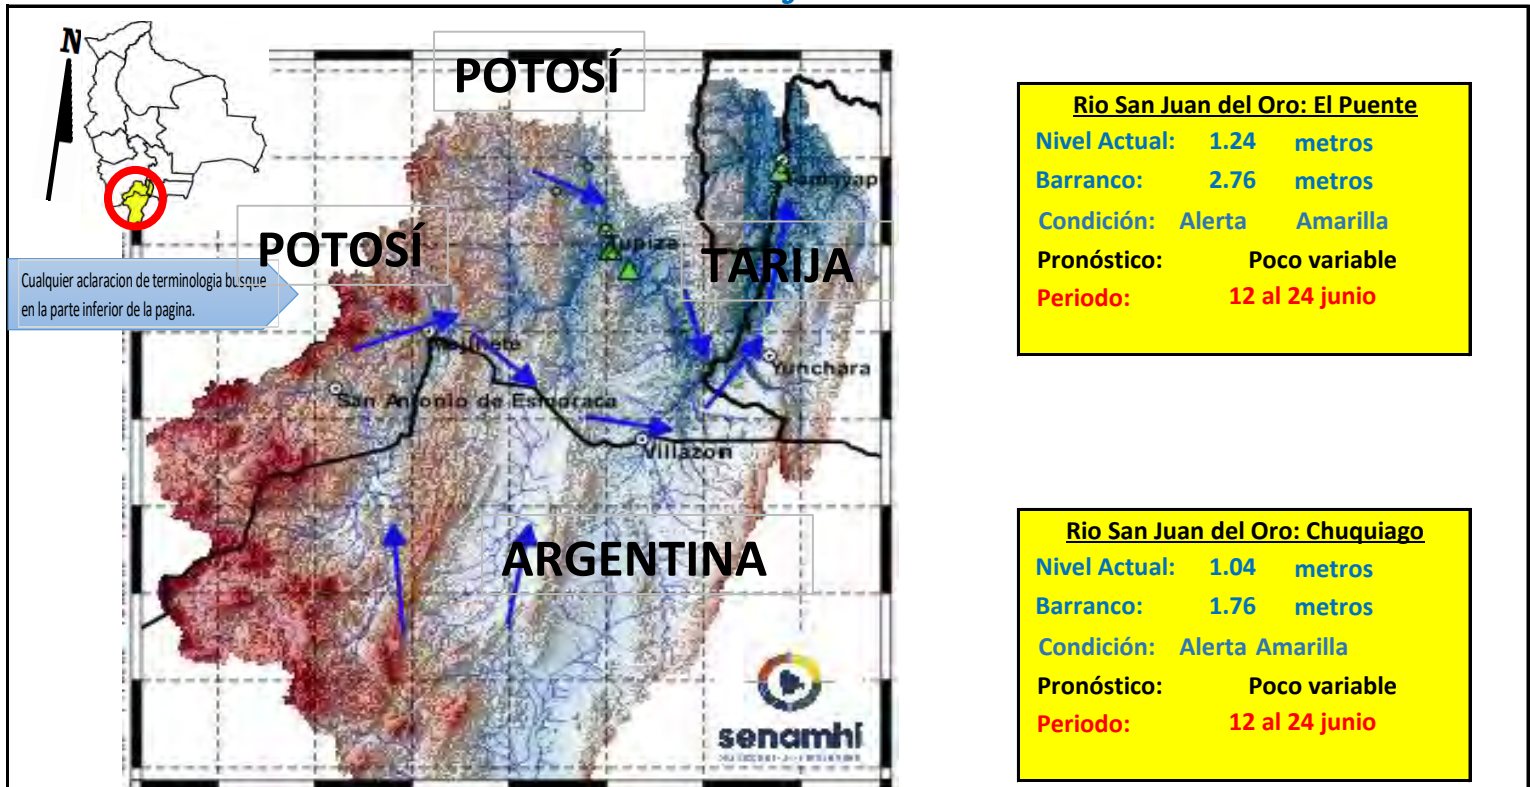 N
POTOSÍ
POTOSÍ
TARIJA
ARGENTINA
Cualquier aclaracion de terminologia busque
en la parte inferior de la pagina.
Tupiza
Yunchara
San Antonio de Esmoraca
Villazon
senamhi
Rio San Juan del Oro: El Puente
Nivel Actual: 1.24 metros
Barranco: 2.76 metros
Condición: Alerta Amarilla
Pronóstico: Poco variable
Periodo: 12 al 24 junio
Rio San Juan del Oro: Chuquiago
Nivel Actual: 1.04 metros
Barranco: 1.76 metros
Condición: Alerta Amarilla
Pronóstico: Poco variable
Periodo: 12 al 24 junio